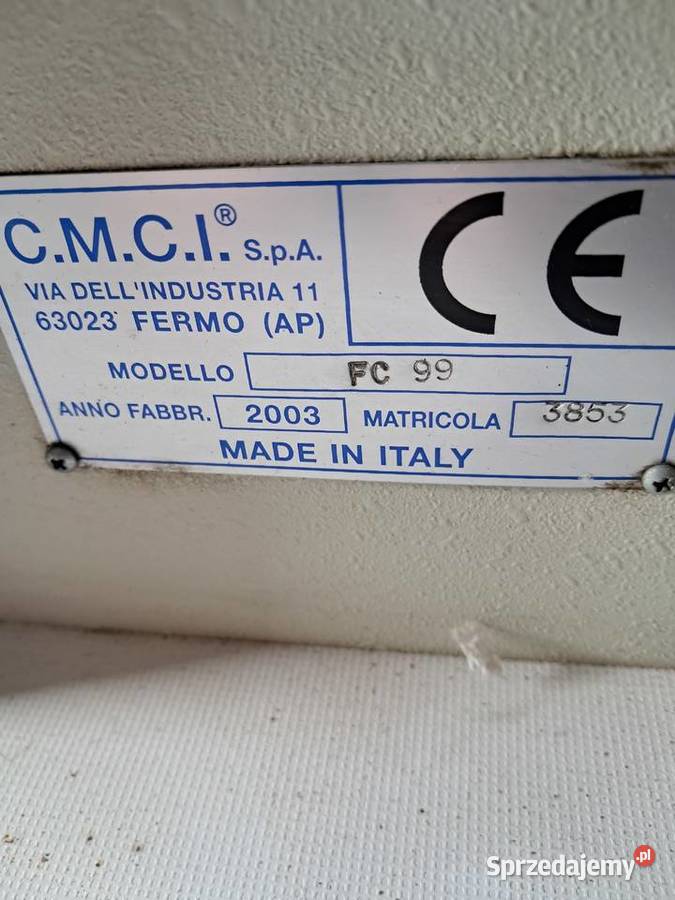 C.M.C.I.® S.p.A.
VIA DELL'INDUSTRIA 11
63023 FERMO (AP)
CE
MODELLO FC 99
ANNO FABBR. 2003 MATRICOLA 3853
MADE IN ITALY
Sprzedajemy.pl